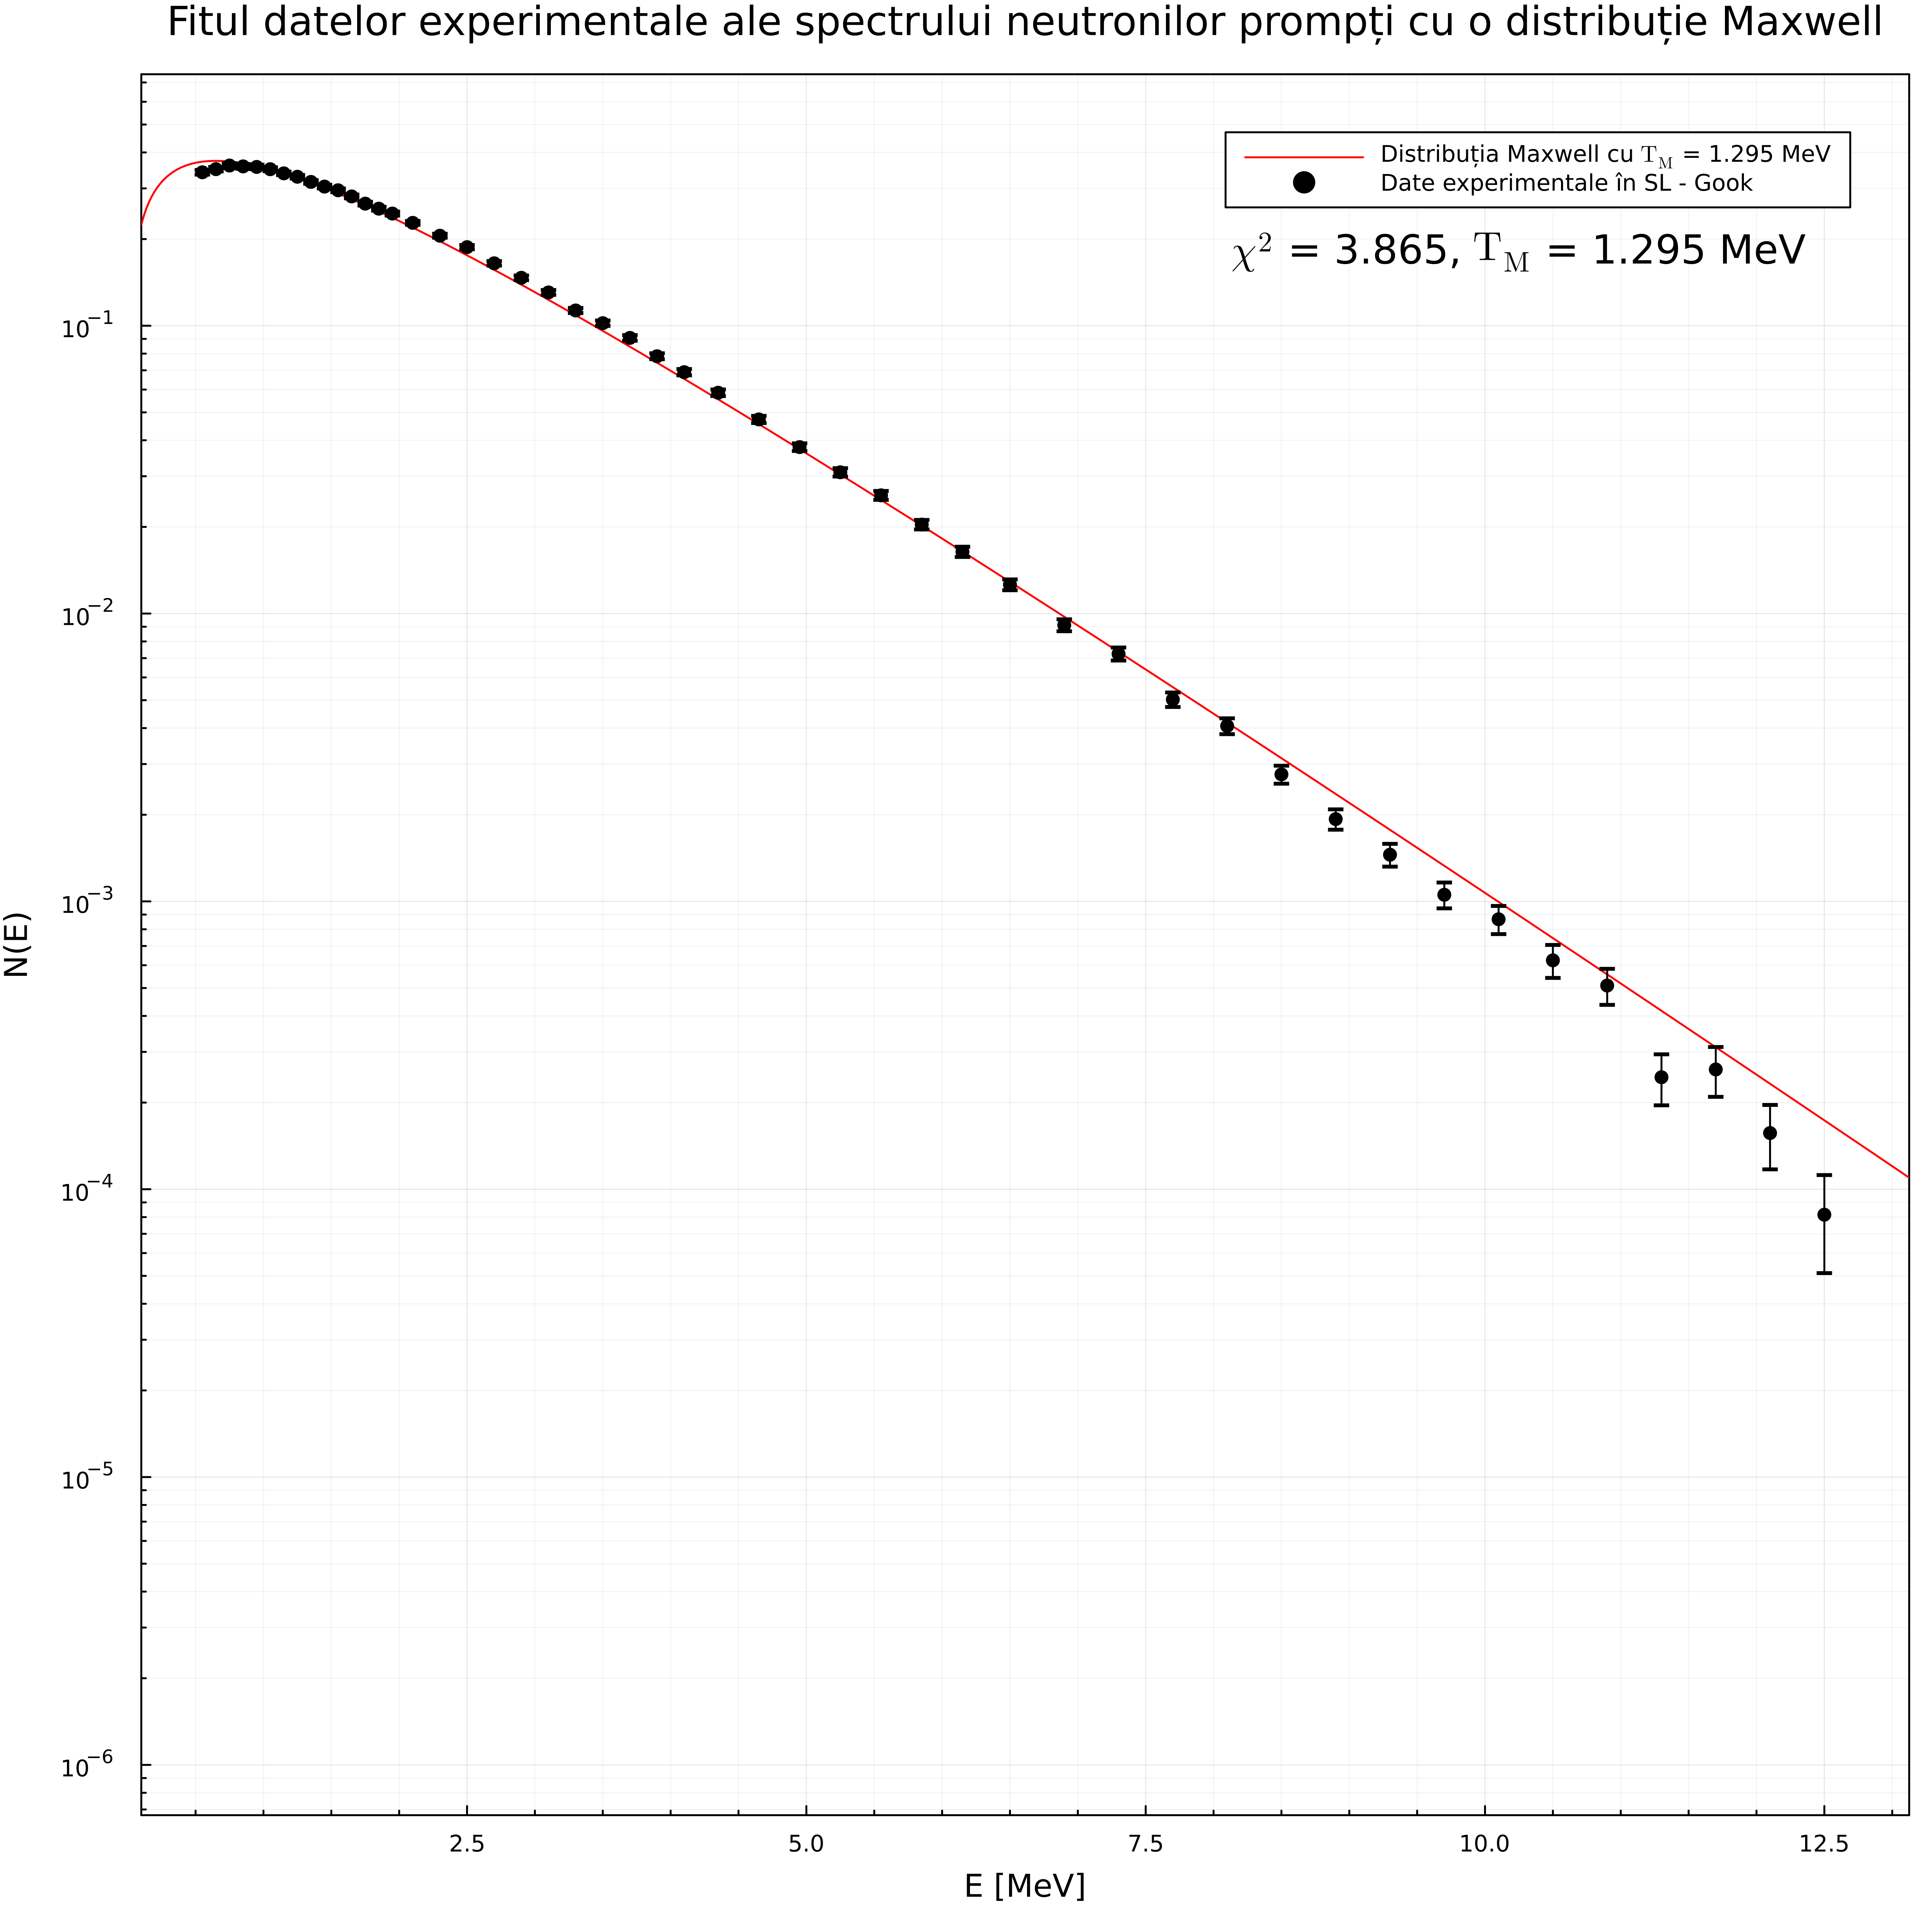 Fitul datelor experimentale ale spectrului neutronilor prompți cu o distribuție Maxwell
Distribuția Maxwell cu T_M = 1.295 MeV
Date experimentale în SL - Gook
χ² = 3.865, T_M = 1.295 MeV
N(E)
10⁻¹
10⁻²
10⁻³
10⁻⁴
10⁻⁵
10⁻⁶
2.5 5.0 7.5 10.0 12.5
E [MeV]